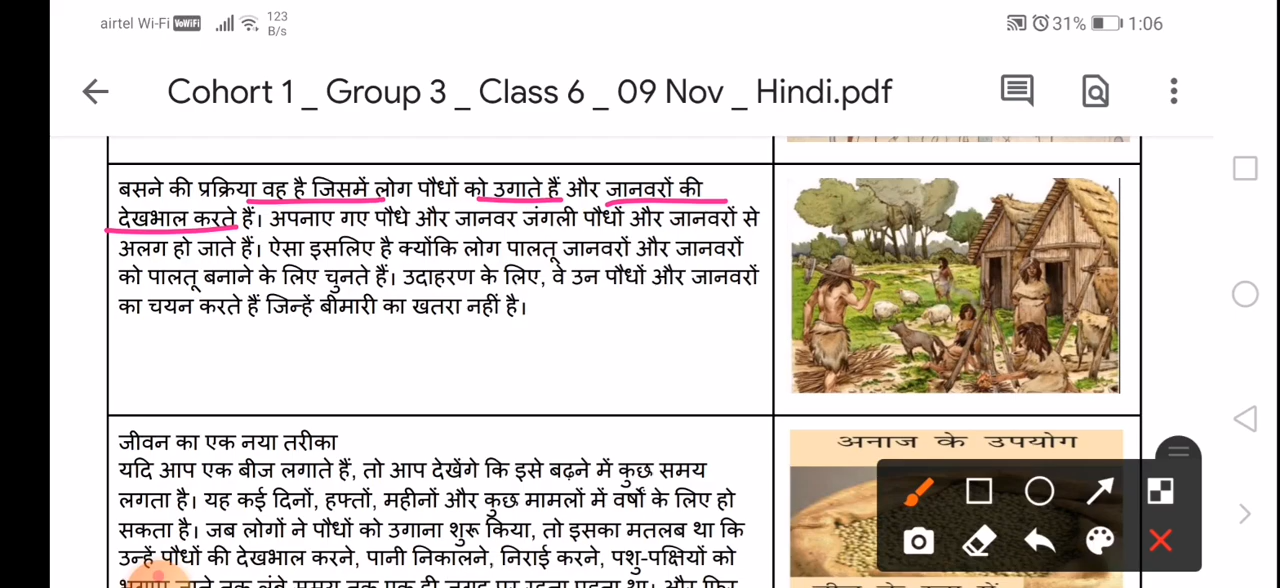 airtel Wi-Fi VoWiFi 123 B/s 31% 1:06
Cohort 1 _ Group 3 _ Class 6 _ 09 Nov _ Hindi.pdf
बसने की प्रक्रिया वह है जिसमें लोग पौधों को उगाते हैं और जानवरों की
देखभाल करते हैं। अपनाए गए पौधे और जानवर जंगली पौधों और जानवरों से
अलग हो जाते हैं। ऐसा इसलिए है क्योंकि लोग पालतू जानवरों और जानवरों
को पालतू बनाने के लिए चुनते हैं। उदाहरण के लिए, वे उन पौधों और जानवरों
का चयन करते हैं जिन्हें बीमारी का खतरा नहीं है।
जीवन का एक नया तरीका
यदि आप एक बीज लगाते हैं, तो आप देखेंगे कि इसे बढ़ने में कुछ समय
लगता है। यह कई दिनों, हफ्तों, महीनों और कुछ मामलों में वर्षों के लिए हो
सकता है। जब लोगों ने पौधों को उगाना शुरू किया, तो इसका मतलब था कि
उन्हें पौधों की देखभाल करने, पानी निकालने, निराई करने, पशु-पक्षियों को
अनाज के उपयोग